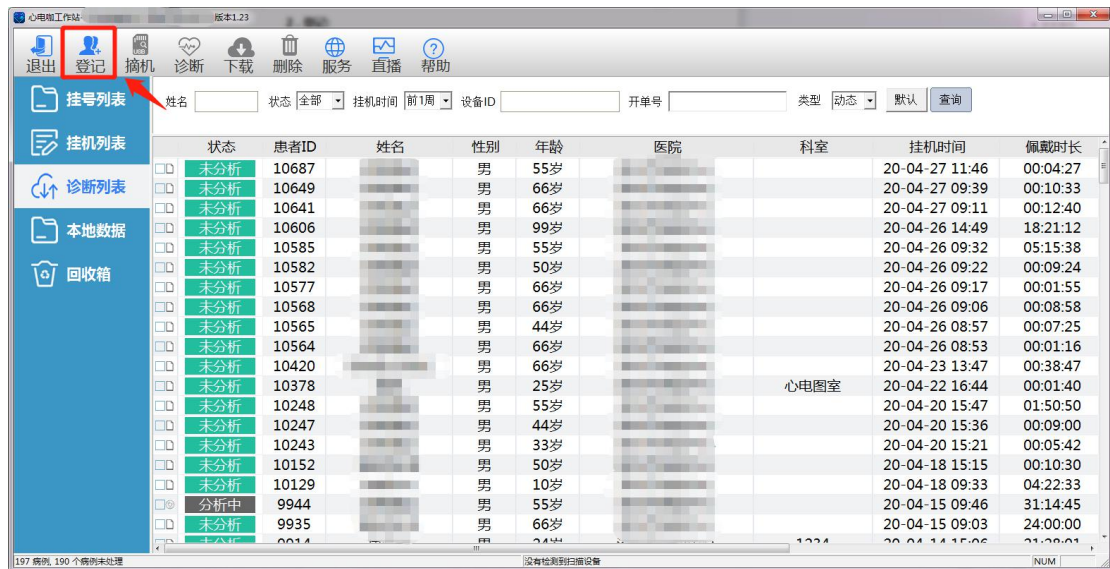 心电咖工作站 版本1.23
退出 登记 摘机 诊断 下载 删除 服务 直播 帮助
挂号列表
挂机列表
诊断列表
本地数据
回收箱
姓名 状态 全部 挂机时间 前1周 设备ID 开单号 类型 动态 默认 查询
状态 患者ID 姓名 性别 年龄 医院 科室 挂机时间 佩戴时长
未分析 10687 男 55岁 20-04-27 11:46 00:04:27
未分析 10649 男 66岁 20-04-27 09:39 00:10:33
未分析 10641 男 66岁 20-04-27 09:11 00:12:40
未分析 10606 男 99岁 20-04-26 14:49 18:21:12
未分析 10585 男 55岁 20-04-26 09:32 05:15:38
未分析 10582 男 50岁 20-04-26 09:22 00:09:24
未分析 10577 男 66岁 20-04-26 09:17 00:01:55
未分析 10568 男 66岁 20-04-26 09:06 00:08:58
未分析 10565 男 44岁 20-04-26 08:57 00:07:25
未分析 10564 男 66岁 20-04-26 08:53 00:01:16
未分析 10420 男 66岁 20-04-23 13:47 00:38:47
未分析 10378 男 25岁 心电图室 20-04-22 16:44 00:01:40
未分析 10248 男 55岁 20-04-20 15:47 01:50:50
未分析 10247 男 44岁 20-04-20 15:36 00:09:00
未分析 10243 男 33岁 20-04-20 15:21 00:05:42
未分析 10152 男 50岁 20-04-18 15:15 00:10:30
未分析 10129 男 10岁 20-04-18 09:33 04:22:33
分析中 9944 男 55岁 20-04-15 09:46 31:14:45
未分析 9935 男 66岁 20-04-15 09:03 24:00:00
197 病例, 190 个病例未处理 没有检测到扫描设备 NUM